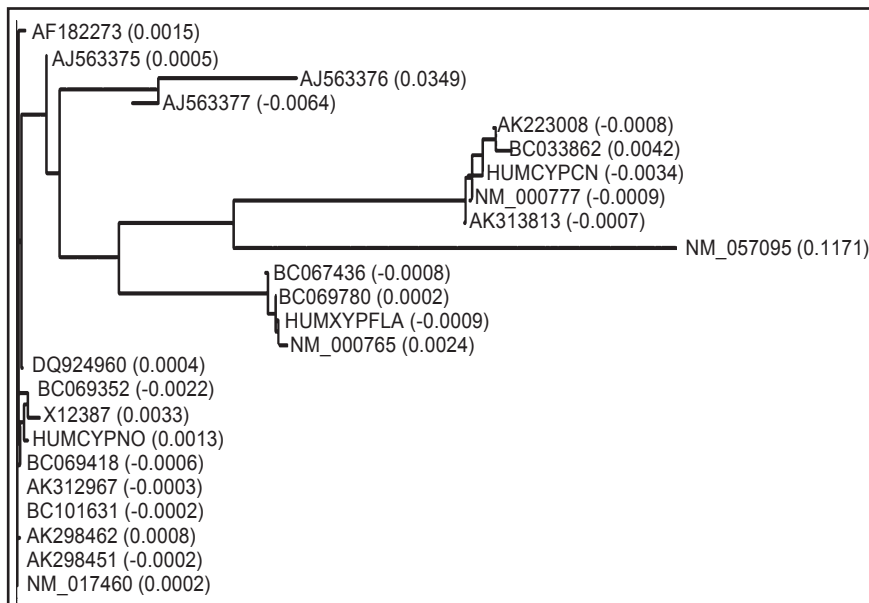 AF182273 (0.0015)
AJ563375 (0.0005)
AJ563376 (0.0349)
AJ563377 (-0.0064)
AK223008 (-0.0008)
BC033862 (0.0042)
HUMCYPCN (-0.0034)
NM_000777 (-0.0009)
AK313813 (-0.0007)
NM_057095 (0.1171)
BC067436 (-0.0008)
BC069780 (0.0002)
HUMXYPFLA (-0.0009)
NM_000765 (0.0024)
DQ924960 (0.0004)
BC069352 (-0.0022)
X12387 (0.0033)
HUMCYPNO (0.0013)
BC069418 (-0.0006)
AK312967 (-0.0003)
BC101631 (-0.0002)
AK298462 (0.0008)
AK298451 (-0.0002)
NM_017460 (0.0002)